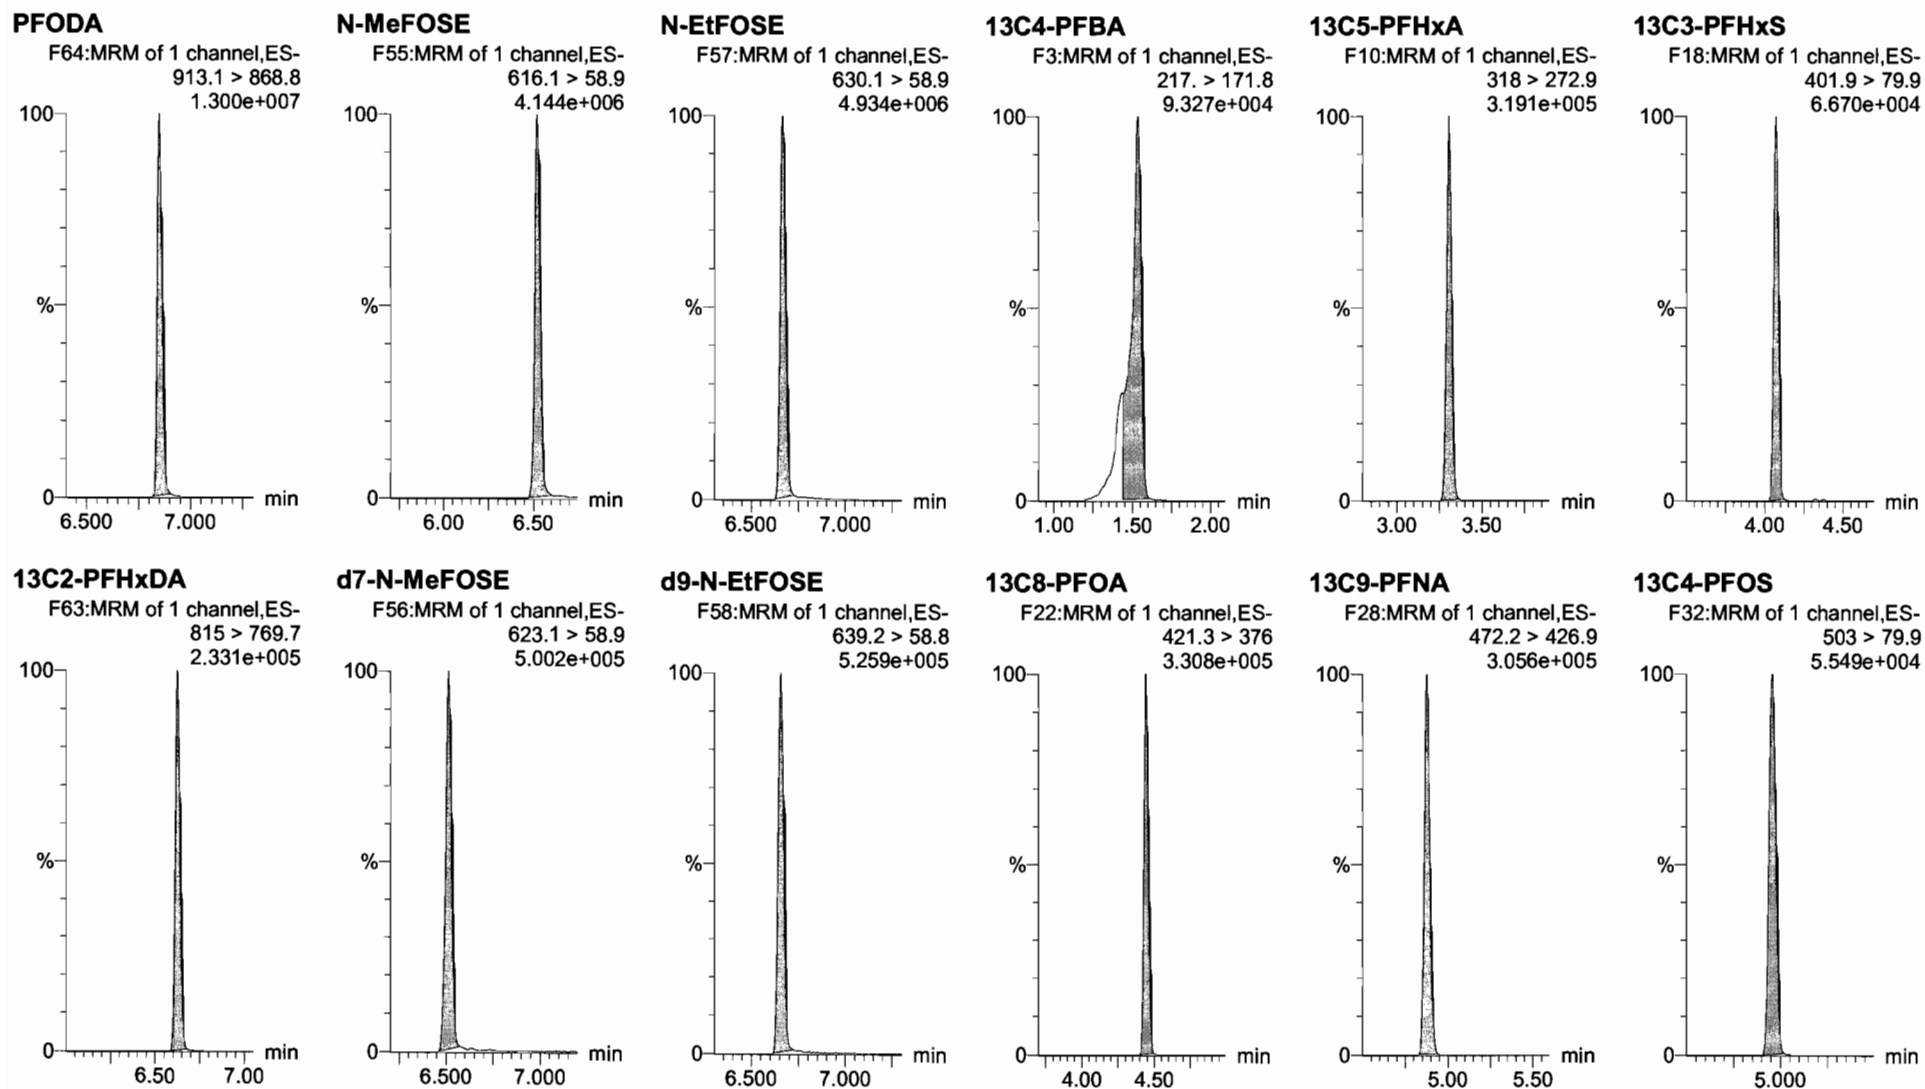 PFODA
F64:MRM of 1 channel,ES-
913.1 > 868.8
1.300e+007
100
%
0
min
6.500 7.000
N-MeFOSE
F55:MRM of 1 channel,ES-
616.1 > 58.9
4.144e+006
100
%
0
min
6.00 6.50
N-EtFOSE
F57:MRM of 1 channel,ES-
630.1 > 58.9
4.934e+006
100
%
0
min
6.500 7.000
13C4-PFBA
F3:MRM of 1 channel,ES-
217. > 171.8
9.327e+004
100
%
0
min
1.00 1.50 2.00
13C5-PFHxA
F10:MRM of 1 channel,ES-
318 > 272.9
3.191e+005
100
%
0
min
3.00 3.50
13C3-PFHxS
F18:MRM of 1 channel,ES-
401.9 > 79.9
6.670e+004
100
%
0
min
4.00 4.50
13C2-PFHxDA
F63:MRM of 1 channel,ES-
815 > 769.7
2.331e+005
100
%
0
min
6.50 7.00
d7-N-MeFOSE
F56:MRM of 1 channel,ES-
623.1 > 58.9
5.002e+005
100
%
0
min
6.500 7.000
d9-N-EtFOSE
F58:MRM of 1 channel,ES-
639.2 > 58.8
5.259e+005
100
%
0
min
6.500 7.000
13C8-PFOA
F22:MRM of 1 channel,ES-
421.3 > 376
3.308e+005
100
%
0
min
4.00 4.50
13C9-PFNA
F28:MRM of 1 channel,ES-
472.2 > 426.9
3.056e+005
100
%
0
min
5.00 5.50
13C4-PFOS
F32:MRM of 1 channel,ES-
503 > 79.9
5.549e+004
100
%
0
min
5.000